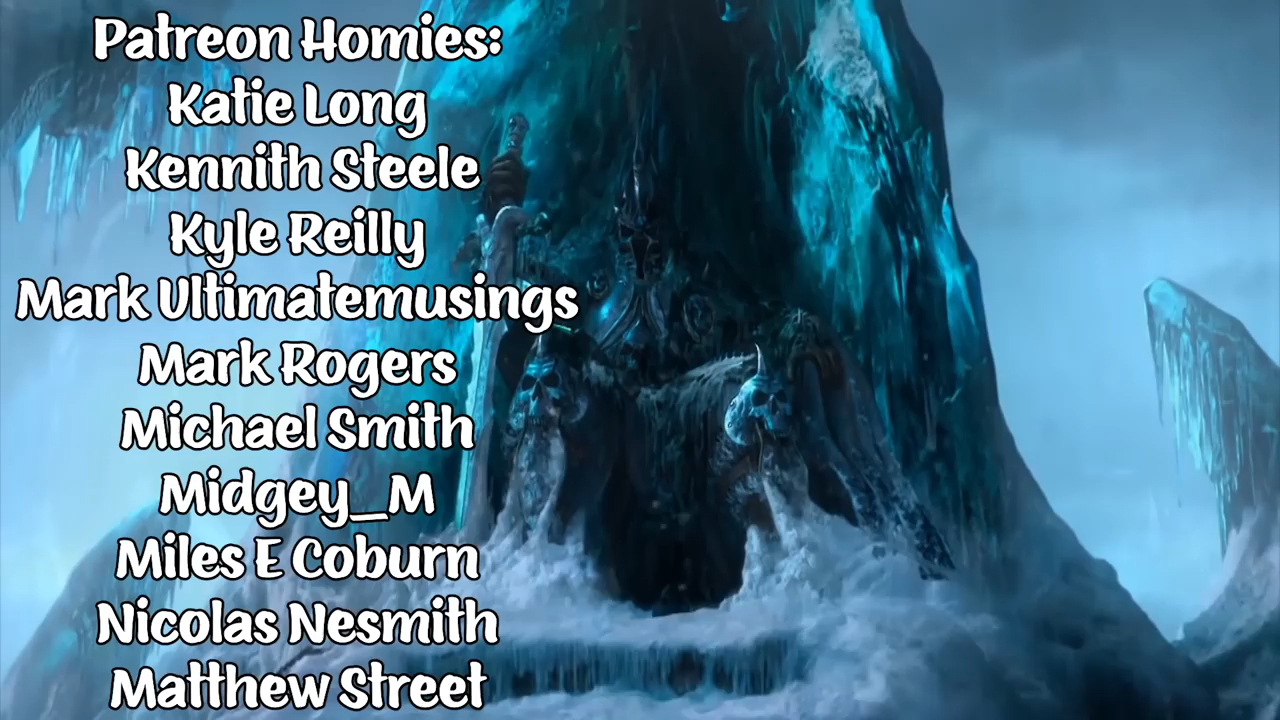 Patreon Homies:
Katie Long
Kennith Steele
Kyle Reilly
Mark Ultimatemusings
Mark Rogers
Michael Smith
Midgey_M
Miles E Coburn
Nicolas Nesmith
Matthew Street